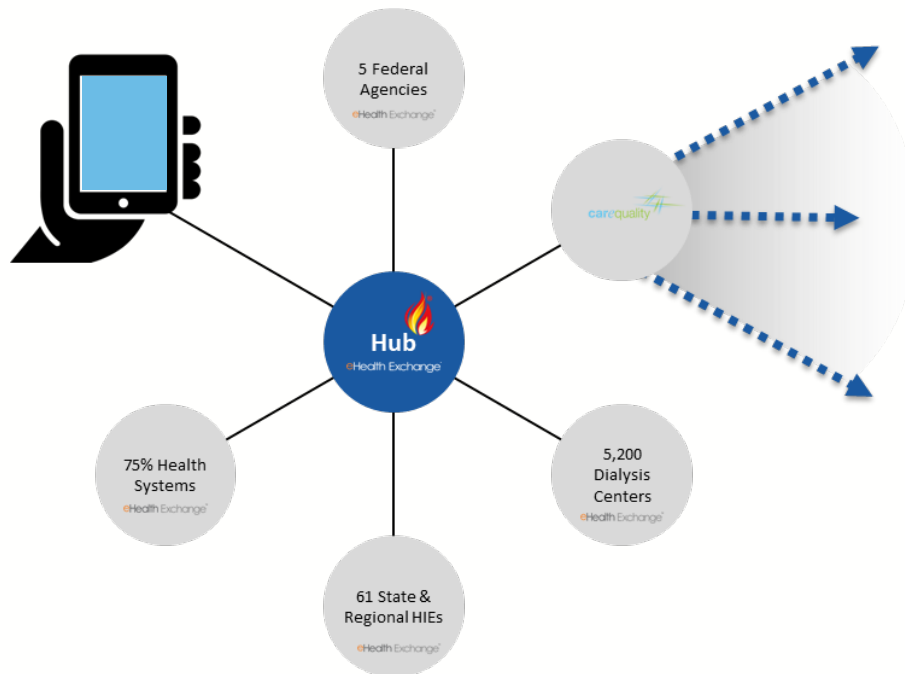 5 Federal
Agencies
eHealth Exchange
carequality
Hub
eHealth Exchange
75% Health
Systems
eHealth Exchange
5,200
Dialysis
Centers
eHealth Exchange
61 State &
Regional HIEs
eHealth Exchange